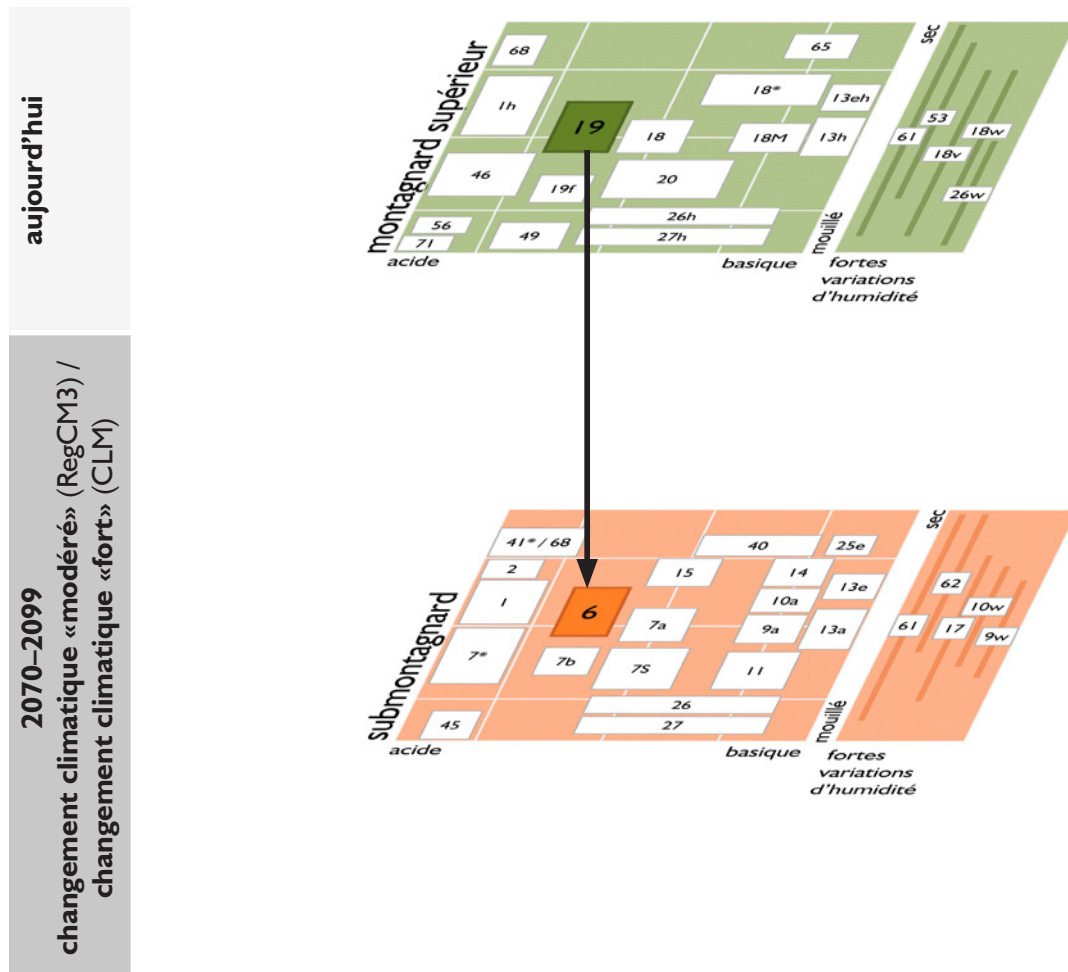 aujourd'hui
montagnard supérieur
68
65
sec
1h
18*
13eh
19
18
18M
13h
53
61
18w
18v
46
19f
20
26w
56
26h
71
49
27h
mouillé
acide
basique
fortes
variations
d'humidité
2070–2099
changement climatique «modéré» (RegCM3) /
changement climatique «fort» (CLM)
submontagnard
41* / 68
40
25e
sec
2
15
14
13e
62
1
6
10a
10w
7a
9a
13a
61
17
9w
7*
7b
7S
11
26
45
27
mouillé
acide
basique
fortes
variations
d'humidité